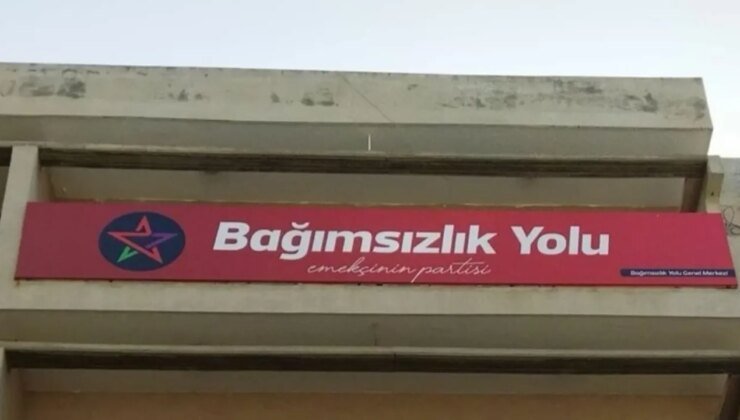 Bağımsızlık Yolu
emekçinin partisi
Bağımsızlık Yolu Genel Merkezi